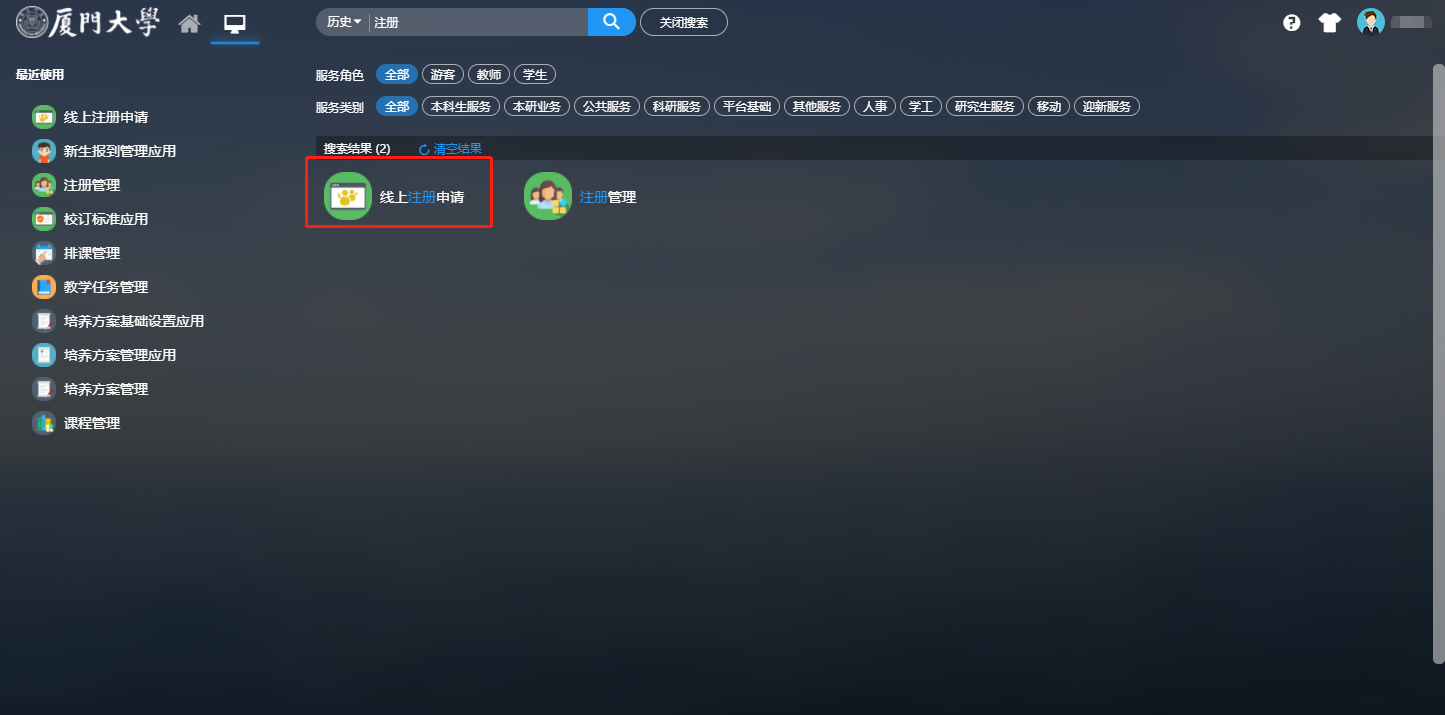 厦門大學
历史 注册 关闭搜索
最近使用
线上注册申请
新生报到管理应用
注册管理
校订标准应用
排课管理
教学任务管理
培养方案基础设置应用
培养方案管理应用
培养方案管理
课程管理
服务角色 全部 游客 教师 学生
服务类别 全部 本科生服务 本研业务 公共服务 科研服务 平台基础 其他服务 人事 学工 研究生服务 移动 迎新服务
搜索结果 (2) 清空结果
线上注册申请 注册管理